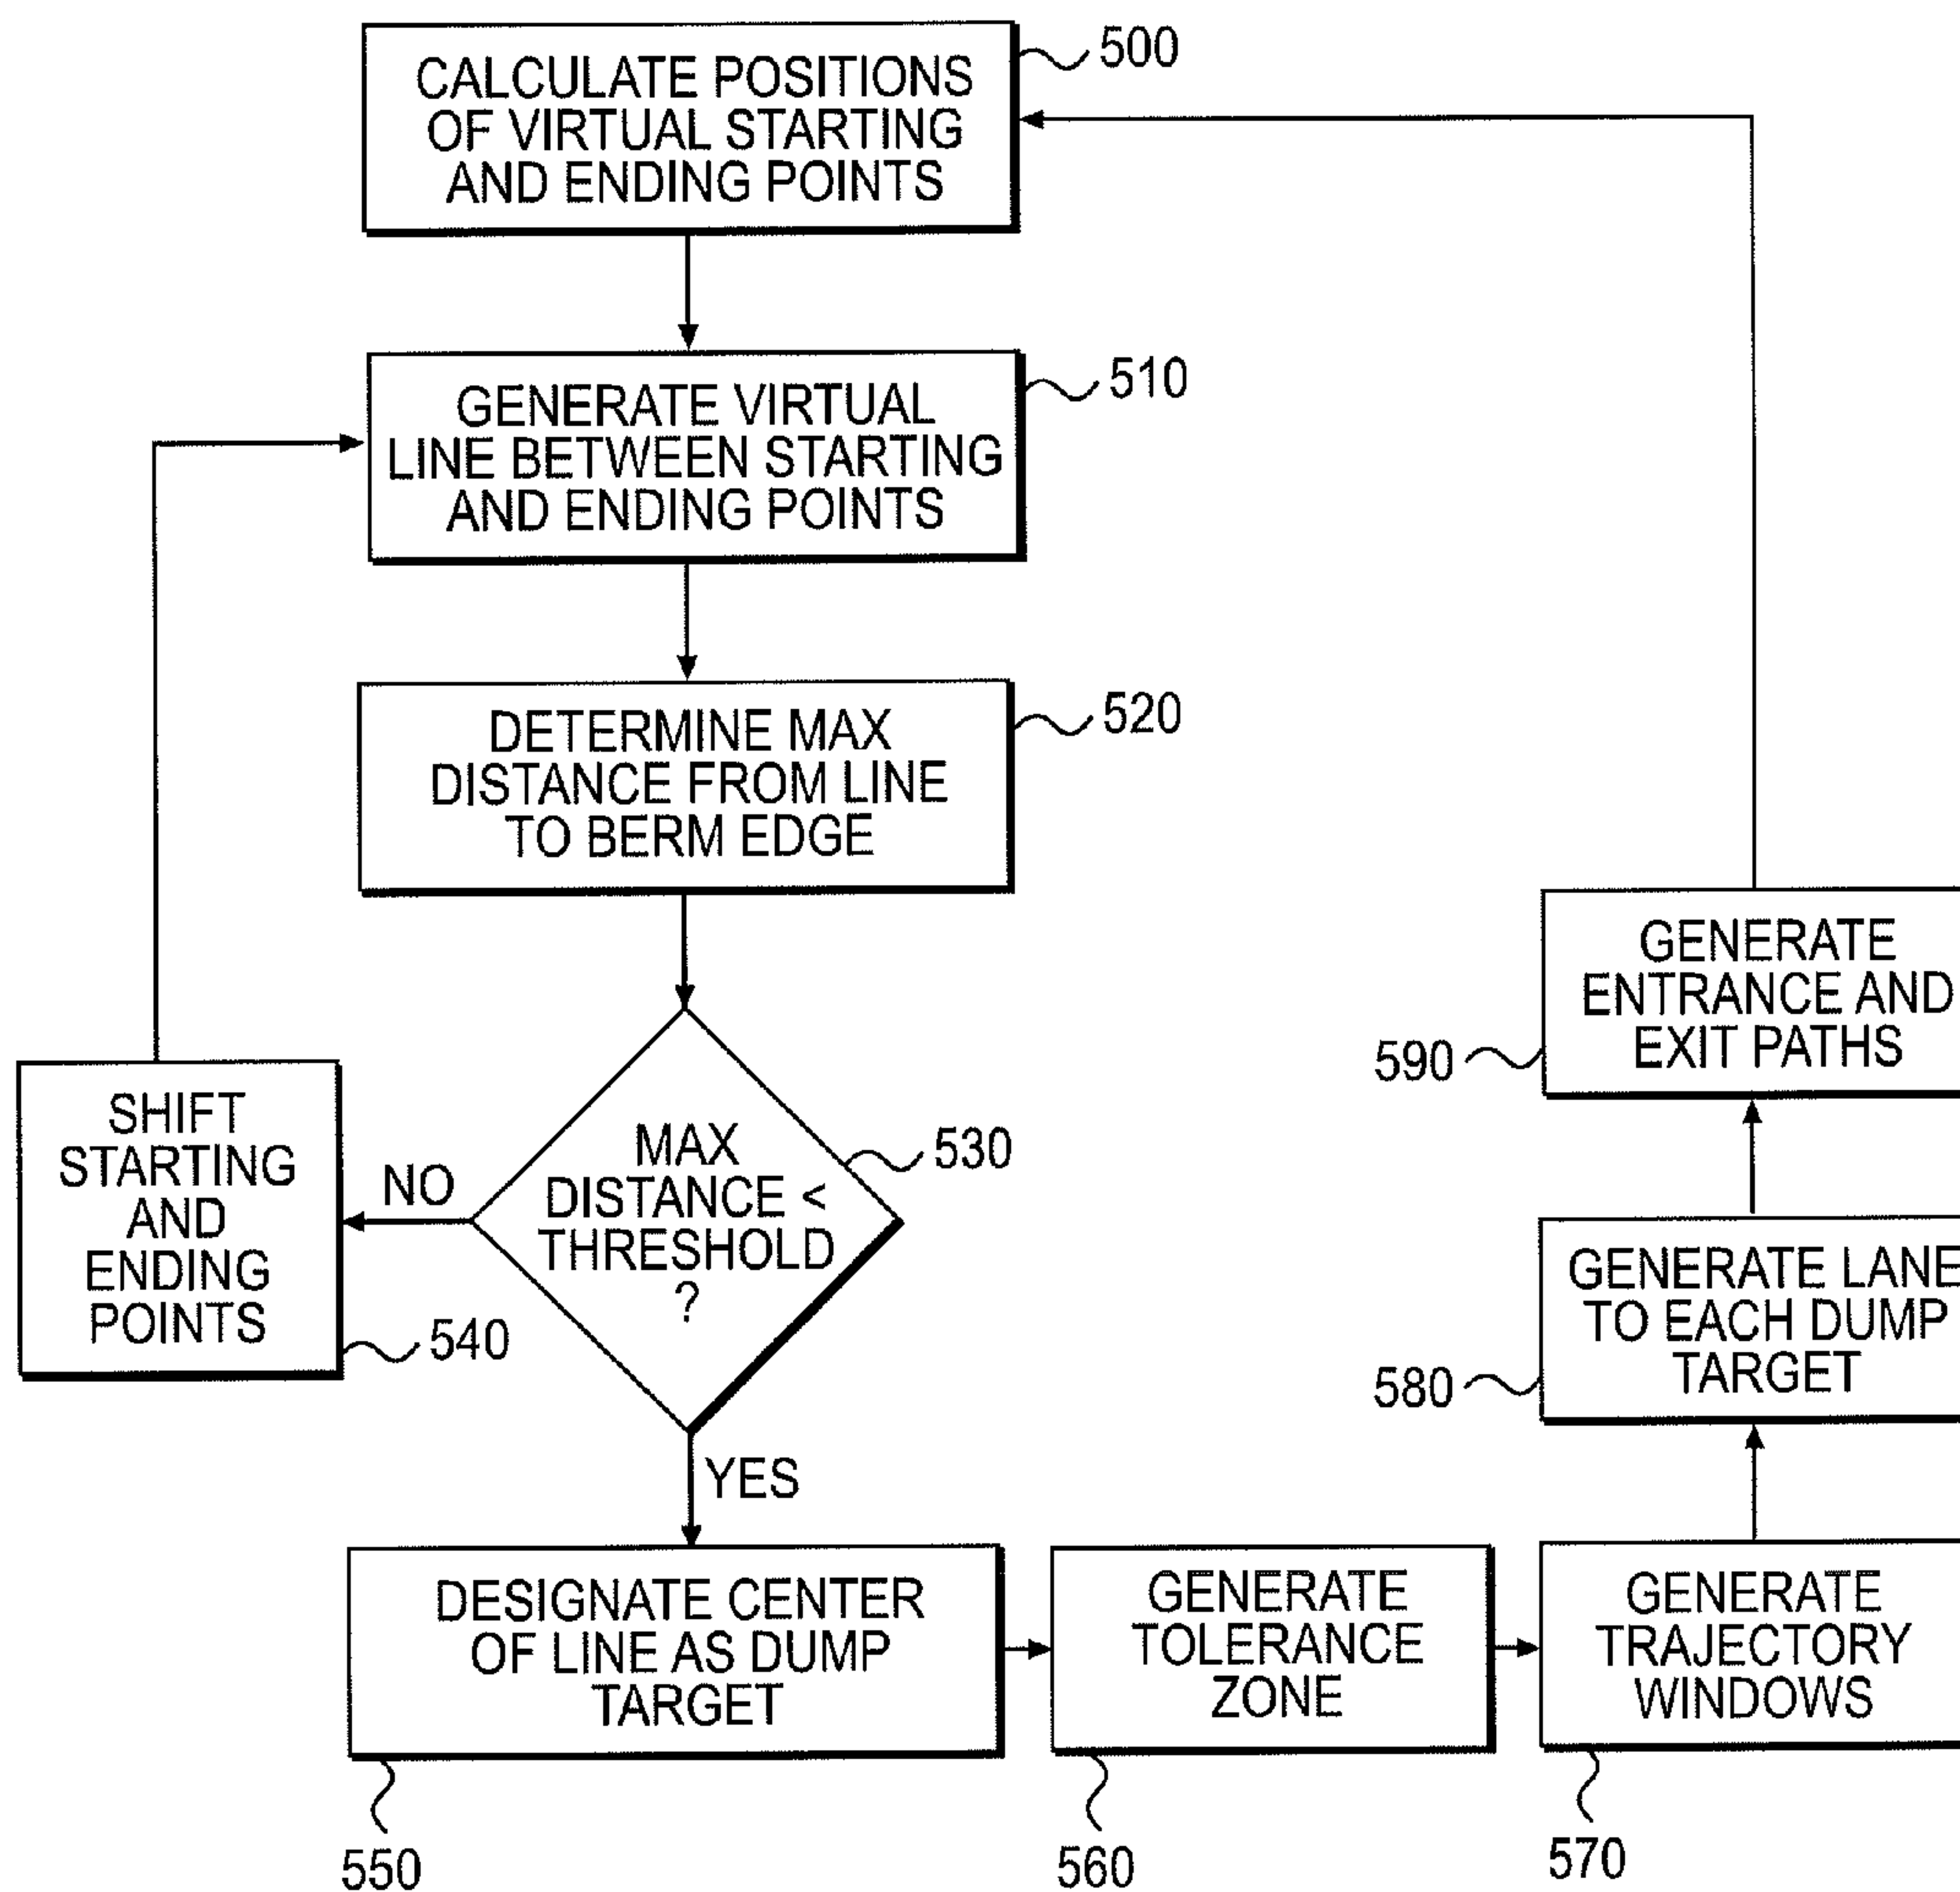 CALCULATE POSITIONS
OF VIRTUAL STARTING
AND ENDING POINTS
500
GENERATE VIRTUAL
LINE BETWEEN STARTING
AND ENDING POINTS
510
DETERMINE MAX
DISTANCE FROM LINE
TO BERM EDGE
520
MAX
DISTANCE <
THRESHOLD
?
530
NO
SHIFT
STARTING
AND
ENDING
POINTS
540
YES
DESIGNATE CENTER
OF LINE AS DUMP
TARGET
550
GENERATE
TOLERANCE
ZONE
560
GENERATE
TRAJECTORY
WINDOWS
570
GENERATE LANE
TO EACH DUMP
TARGET
580
GENERATE
ENTRANCE AND
EXIT PATHS
590